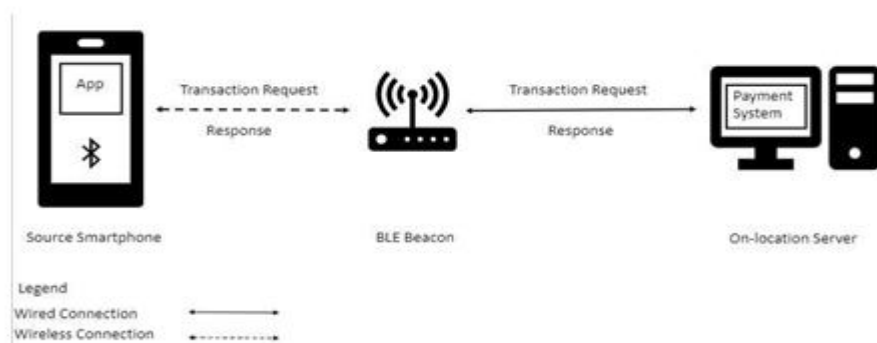 App
Transaction Request
Response
Transaction Request
Response
Payment
System
Source Smartphone
BLE Beacon
On-location Server
Legend
Wired Connection
Wireless Connection